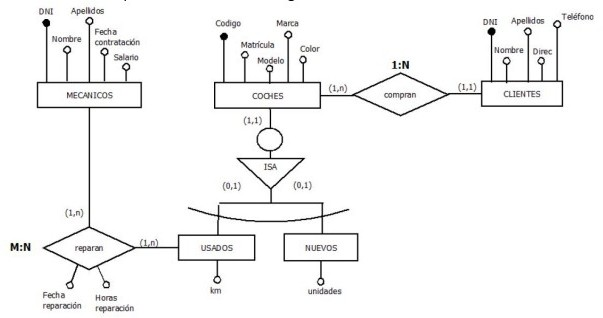 DNI
Apellidos
Nombre
Fecha
contratación
Salario
MECANICOS
Codigo
Marca
Matrícula
Color
Modelo
COCHES
(1,n)
1:N
compran
(1,1)
DNI
Apellidos
Teléfono
Nombre
Direc
CLIENTES
(1,1)
ISA
(0,1)
(0,1)
(1,n)
M:N
reparan
(1,n)
USADOS
NUEVOS
km
unidades
Fecha
reparación
Horas
reparación